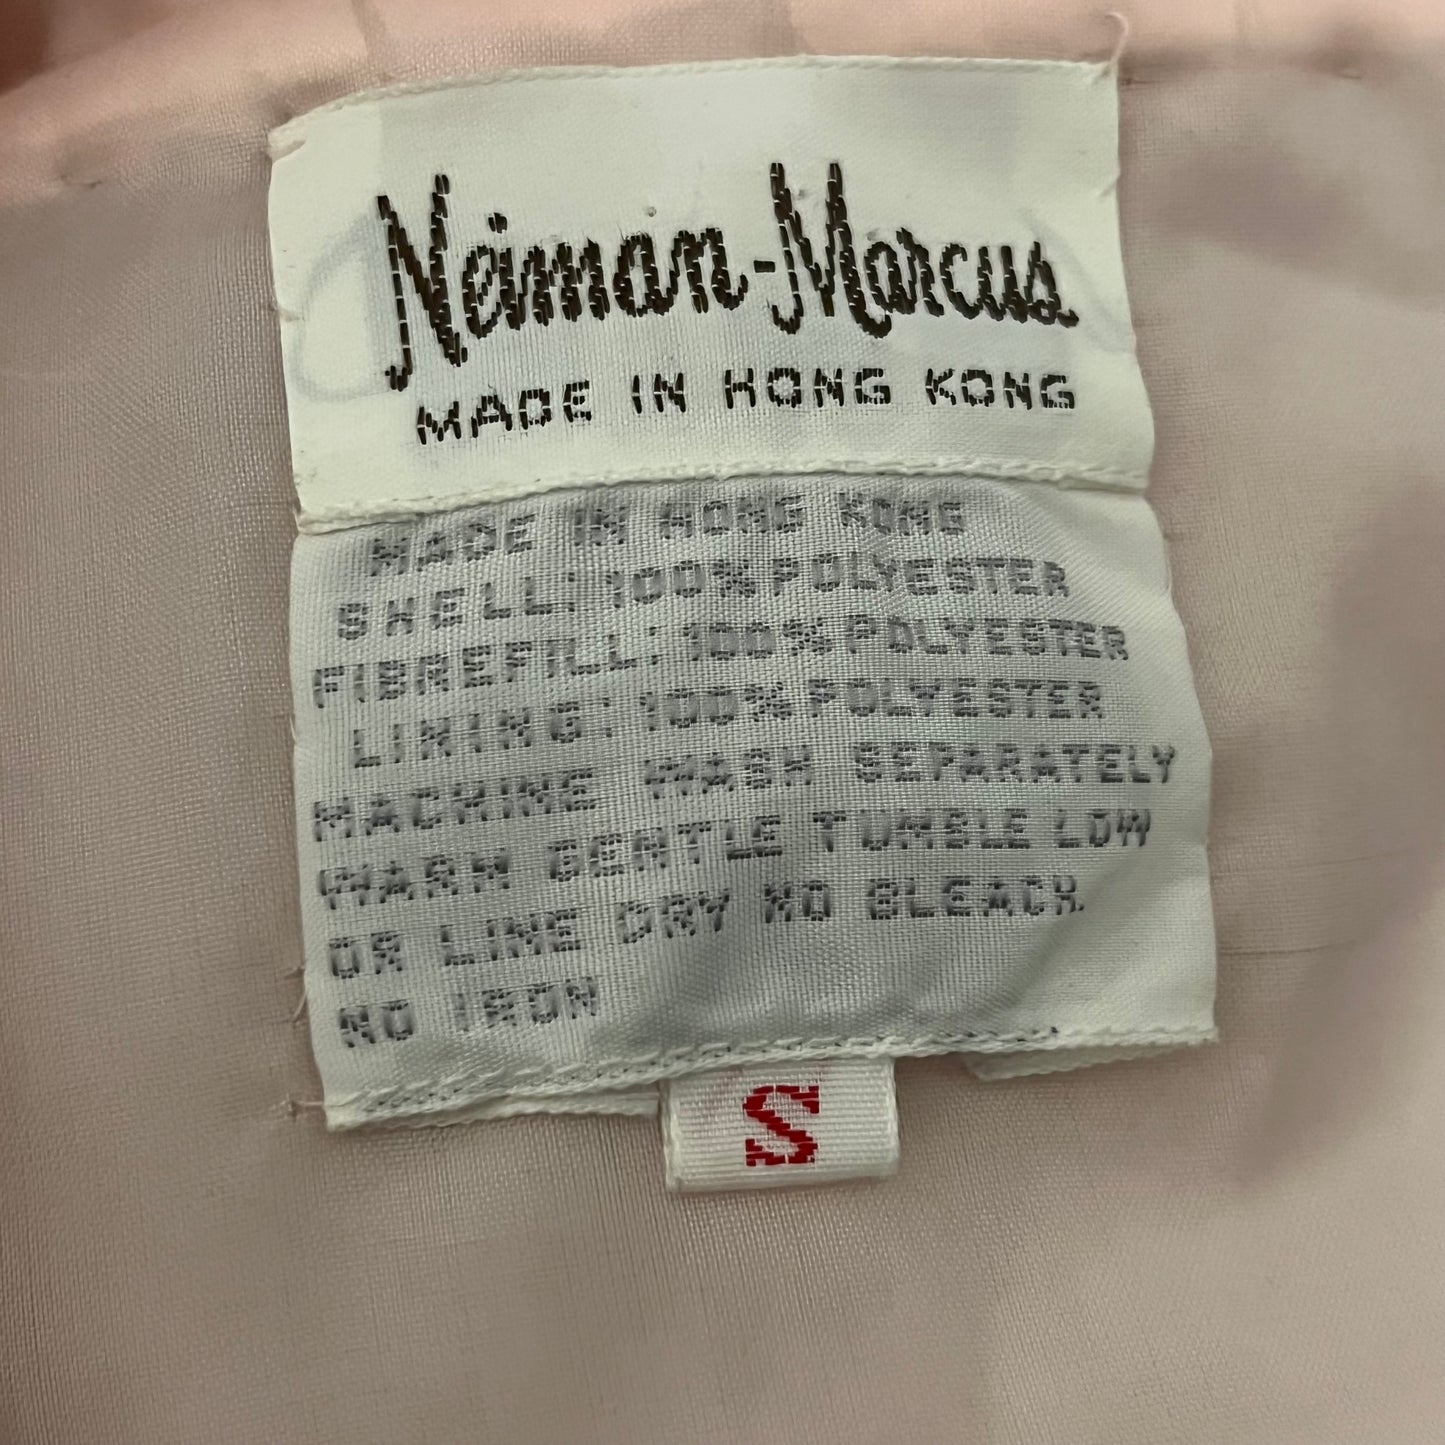 Neiman-Marcus
MADE IN HONG KONG
MADE IN HONG KONG
SHELL: 100% POLYESTER
FIBREFILL: 100% POLYESTER
LINING: 100% POLYESTER
MACHINE WASH SEPARATELY
WARM GENTLE TUMBLE LOW
OR LINE DRY NO BLEACH.
NO IRON
S